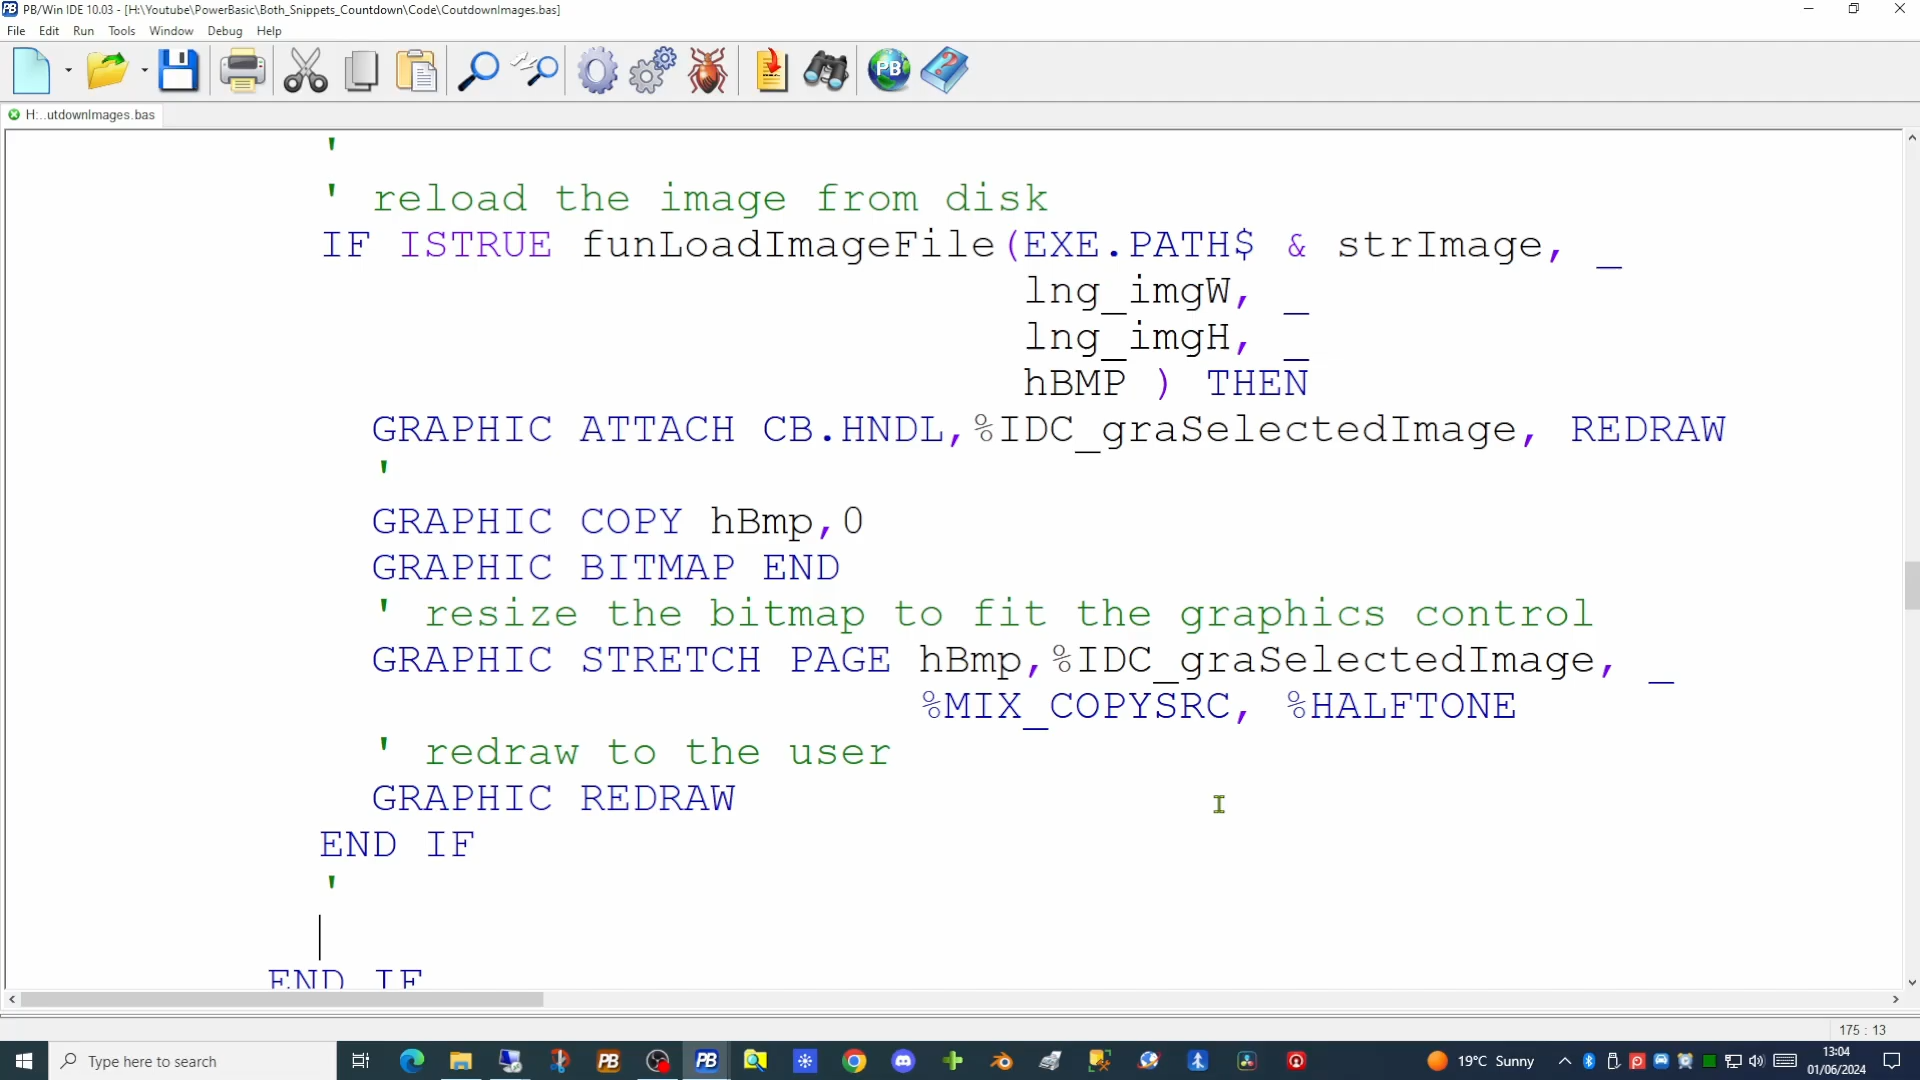 PB/Win IDE 10.03 - [H:\Youtube\PowerBasic\Both_Snippets_Countdown\Code\CoutdownImages.bas]
File Edit Run Tools Window Debug Help
PB
H:..utdownImages.bas
'
' reload the image from disk
IF ISTRUE funLoadImageFile(EXE.PATH$ & strImage, _
lng_imgW, _
lng_imgH, _
hBMP ) THEN
GRAPHIC ATTACH CB.HNDL,%IDC_graSelectedImage, REDRAW
'
GRAPHIC COPY hBmp,0
GRAPHIC BITMAP END
' resize the bitmap to fit the graphics control
GRAPHIC STRETCH PAGE hBmp,%IDC_graSelectedImage, _
%MIX_COPYSRC, %HALFTONE
' redraw to the user
GRAPHIC REDRAW
END IF
'
END IF
175 : 13
Type here to search
PB
PB
19°C Sunny
13:04
01/06/2024